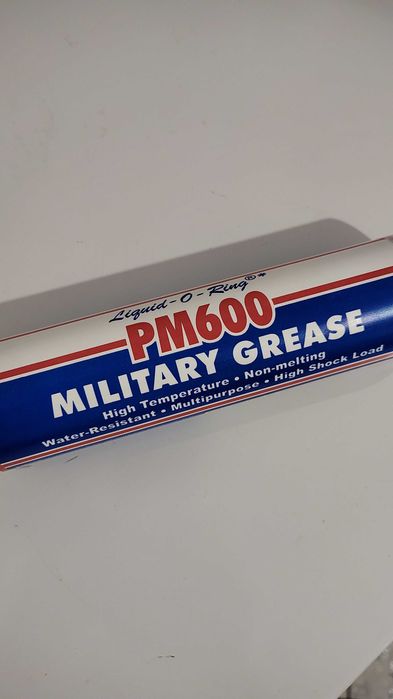 Liquid-O-Ring®*
PM600
MILITARY GREASE
High Temperature • Non-melting
Water-Resistant • Multipurpose • High Shock Load